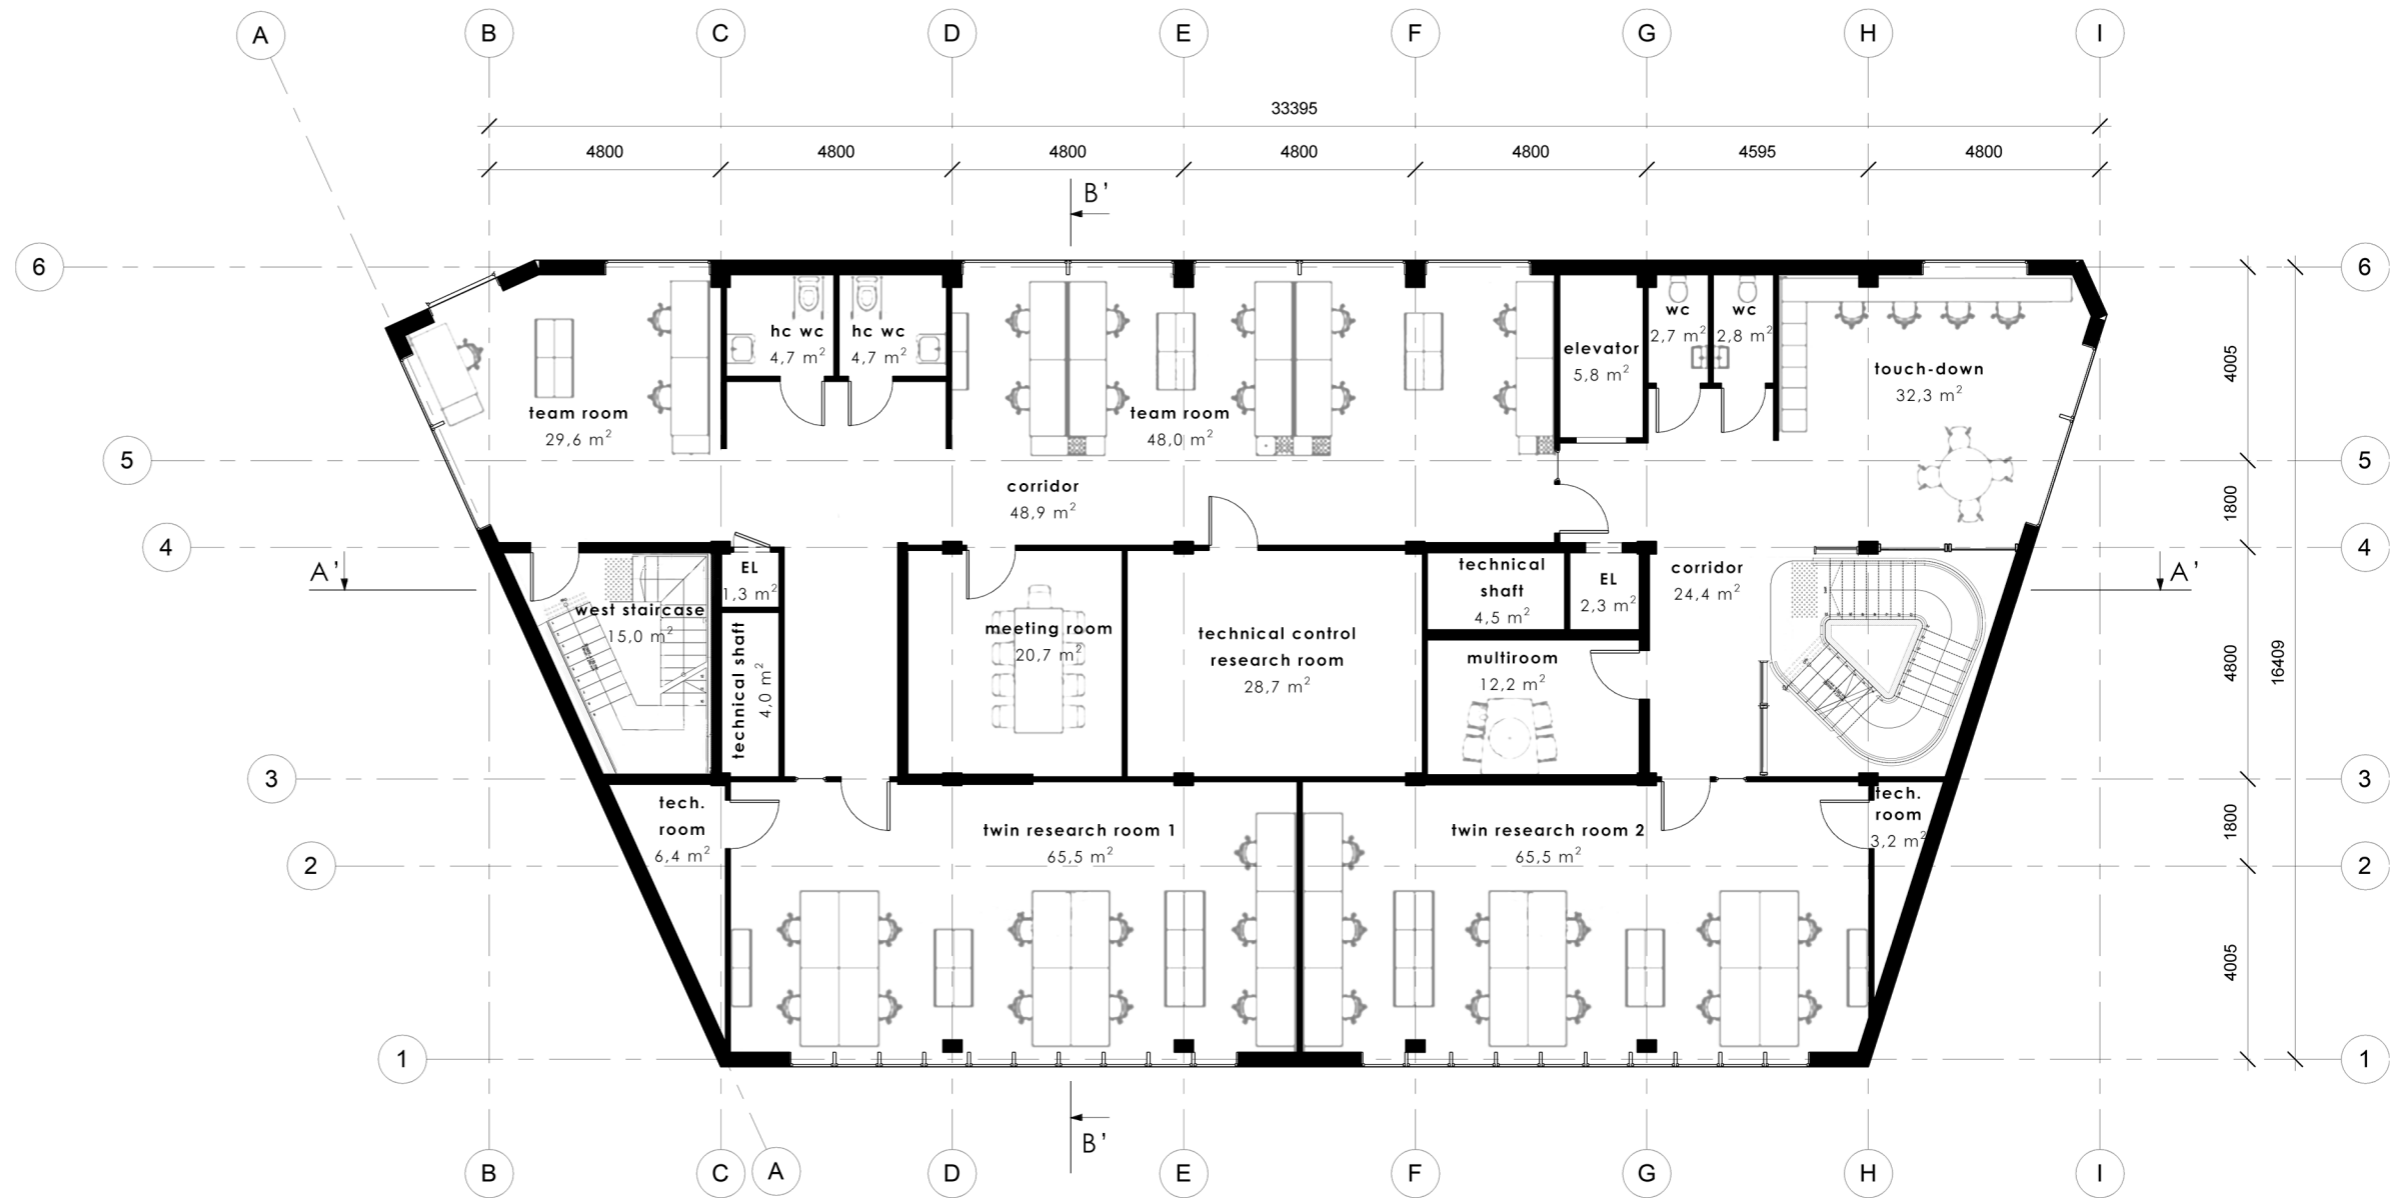 A
B
C
D
E
F
G
H
I
33395
4800
4800
4800
4800
4800
4595
4800
B'
6
6
hc wc
4,7 m²
hc wc
4,7 m²
wc
2,7 m²
wc
2,8 m²
elevator
5,8 m²
touch-down
32,3 m²
4005
team room
29,6 m²
team room
48,0 m²
5
5
corridor
48,9 m²
1800
4
4
A'
A'
EL
1,3 m²
technical
shaft
4,5 m²
EL
2,3 m²
corridor
24,4 m²
west staircase
15,0 m²
technical shaft
4,0 m²
meeting room
20,7 m²
technical control
research room
28,7 m²
multiroom
12,2 m²
4800
16409
3
3
tech.
room
6,4 m²
twin research room 1
65,5 m²
twin research room 2
65,5 m²
tech.
room
3,2 m²
1800
2
2
4005
1
1
B'
B
C
A
D
E
F
G
H
I